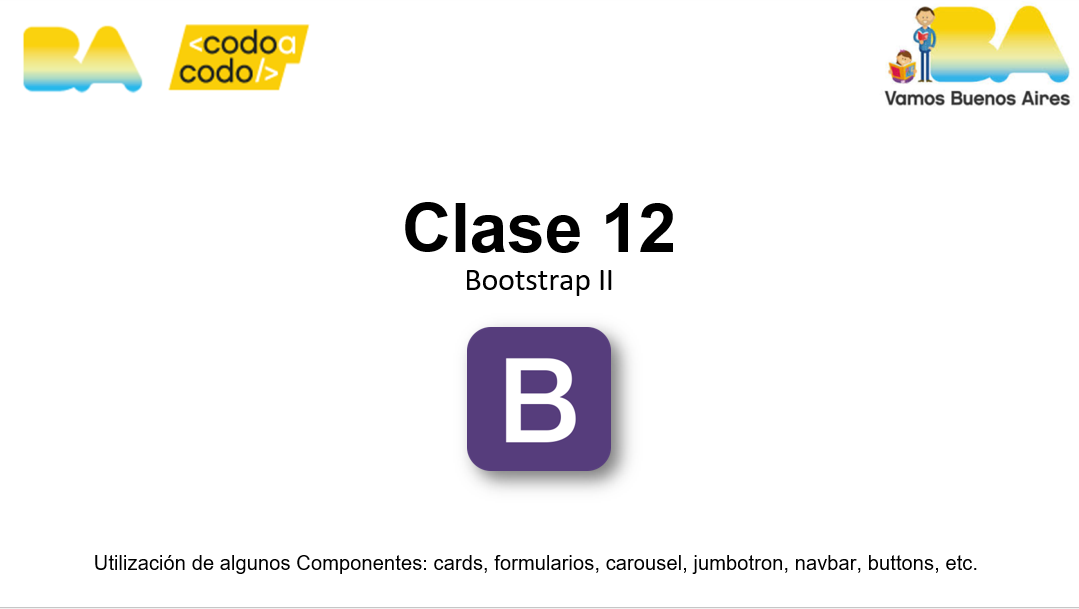 BA
<codo a
codo/>
BA
Vamos Buenos Aires
Clase 12
Bootstrap II
B
Utilización de algunos Componentes: cards, formularios, carousel, jumbotron, navbar, buttons, etc.